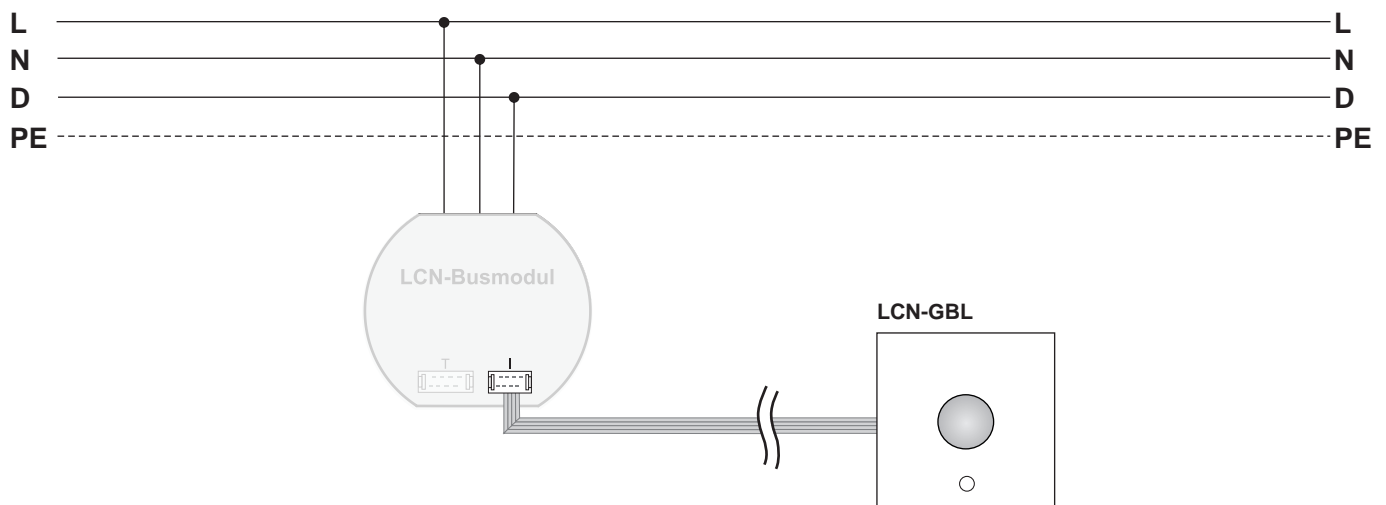 L L
N N
D D
PE PE
LCN-Busmodul
LCN-GBL
T I